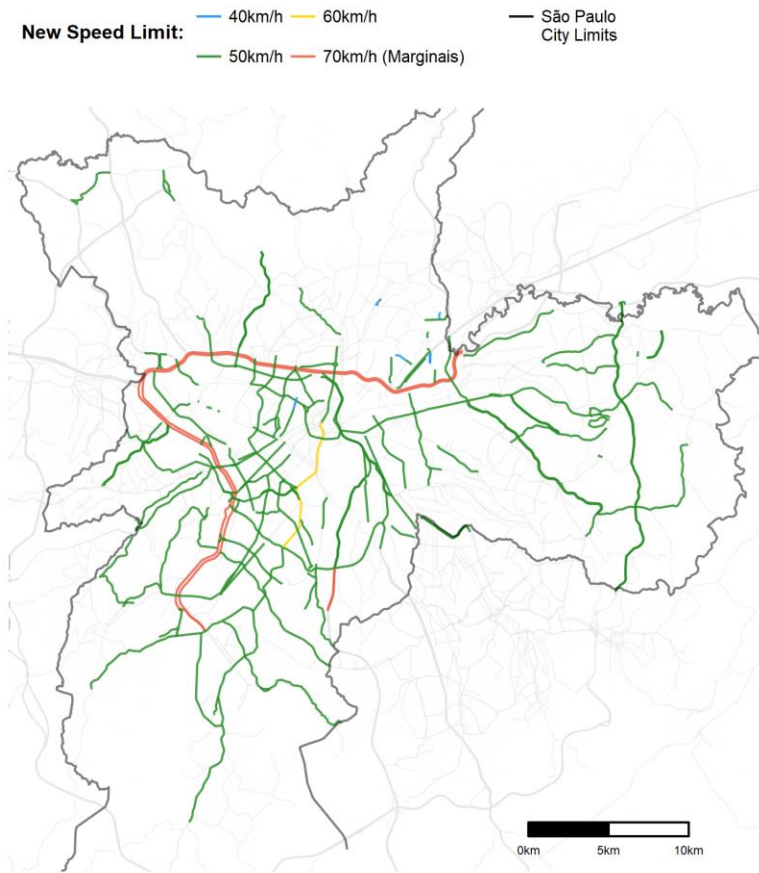 New Speed Limit:
40km/h
60km/h
São Paulo
City Limits
50km/h
70km/h (Marginais)
0km
5km
10km